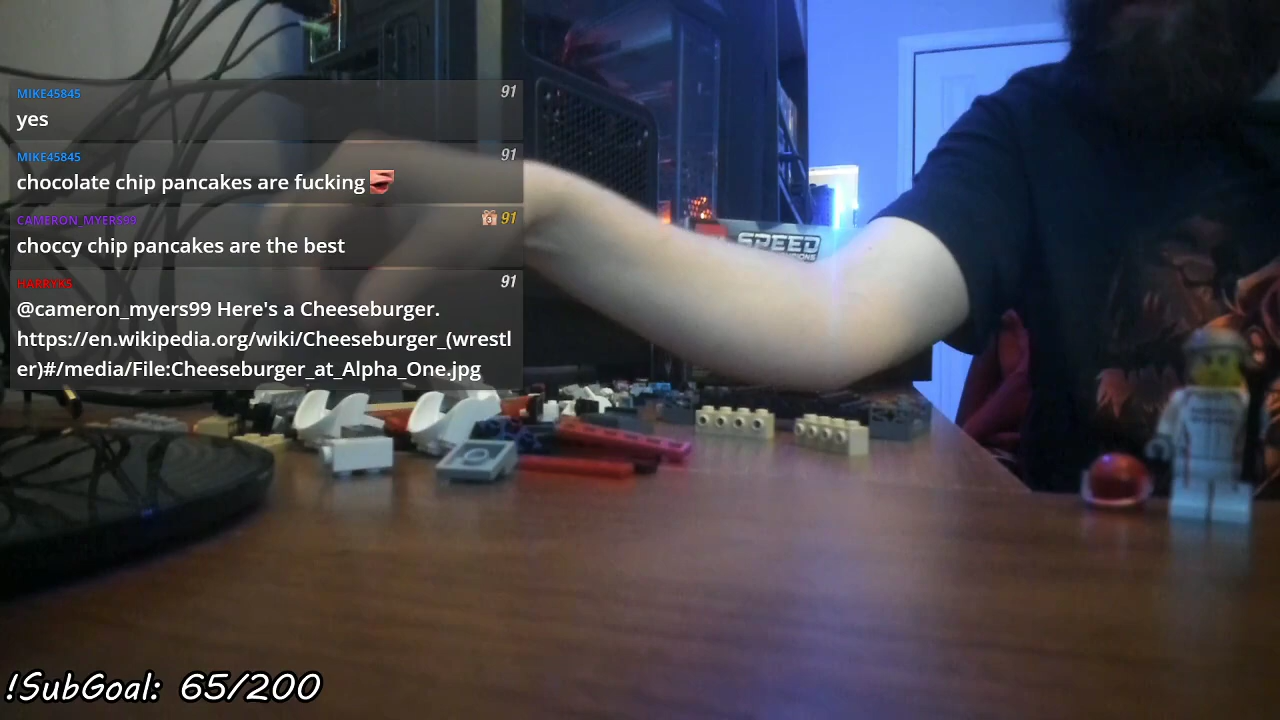 MIKE45845 91
yes
MIKE45845 91
chocolate chip pancakes are fucking
CAMERON_MYERS99 91
choccy chip pancakes are the best
HARRYKS 91
@cameron_myers99 Here's a Cheeseburger.
https://en.wikipedia.org/wiki/Cheeseburger_(wrestl
er)#/media/File:Cheeseburger_at_Alpha_One.jpg
SPEED
!SubGoal: 65/200